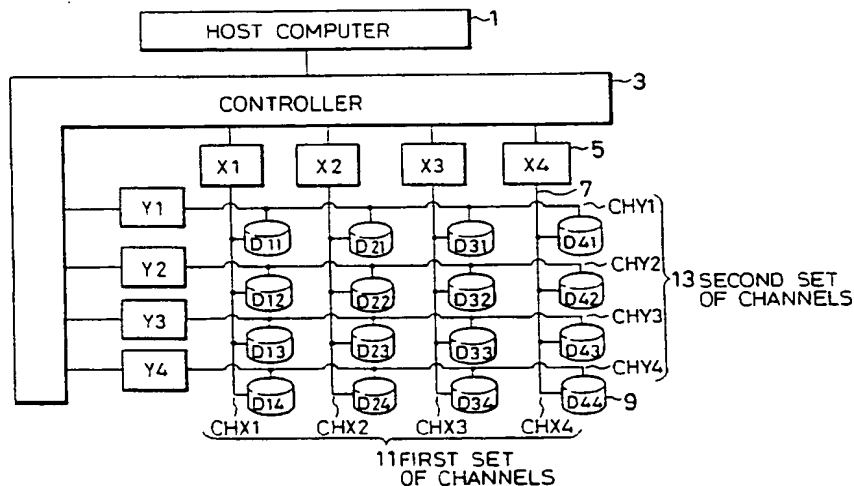 HOST COMPUTER 1
CONTROLLER 3
X1 X2 X3 X4 5
7
Y1 CHY1
D11 D21 D31 D41
Y2 CHY2
D12 D22 D32 D42
13 SECOND SET
OF CHANNELS
Y3 CHY3
D13 D23 D33 D43
Y4 CHY4
D14 D24 D34 D44 9
CHX1 CHX2 CHX3 CHX4
11 FIRST SET
OF CHANNELS